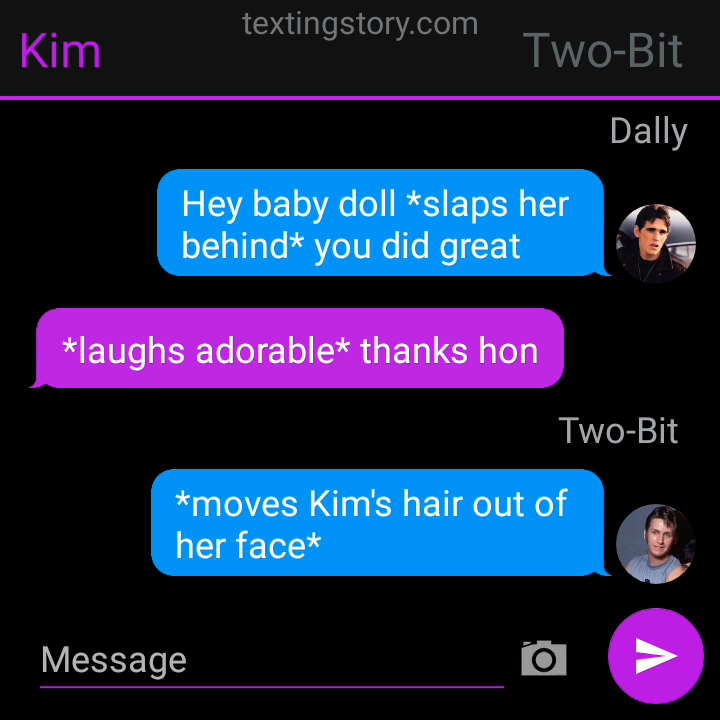 textingstory.com
Kim
Two-Bit
Dally
Hey baby doll *slaps her
behind* you did great
*laughs adorable* thanks hon
Two-Bit
*moves Kim's hair out of
her face*
Message